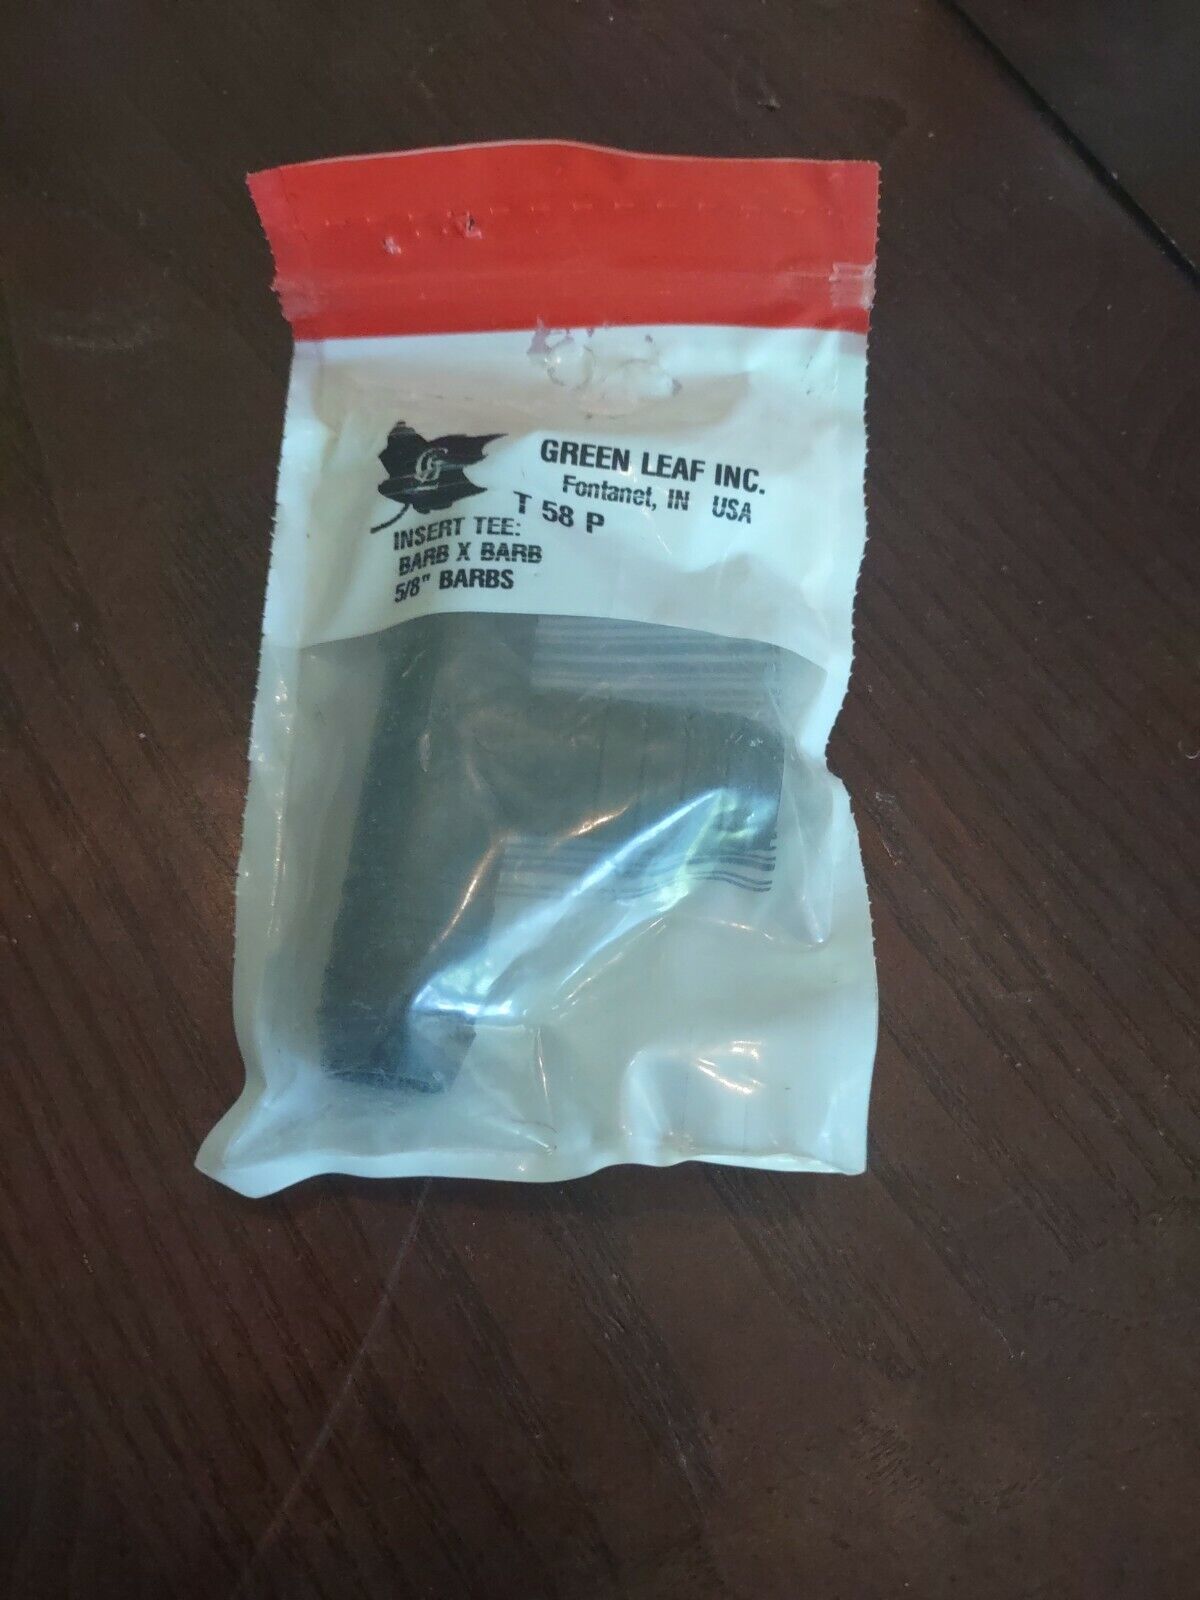 G
GREEN LEAF INC.
Fontanet, IN USA
T 58 P
INSERT TEE:
BARB X BARB
5/8" BARBS